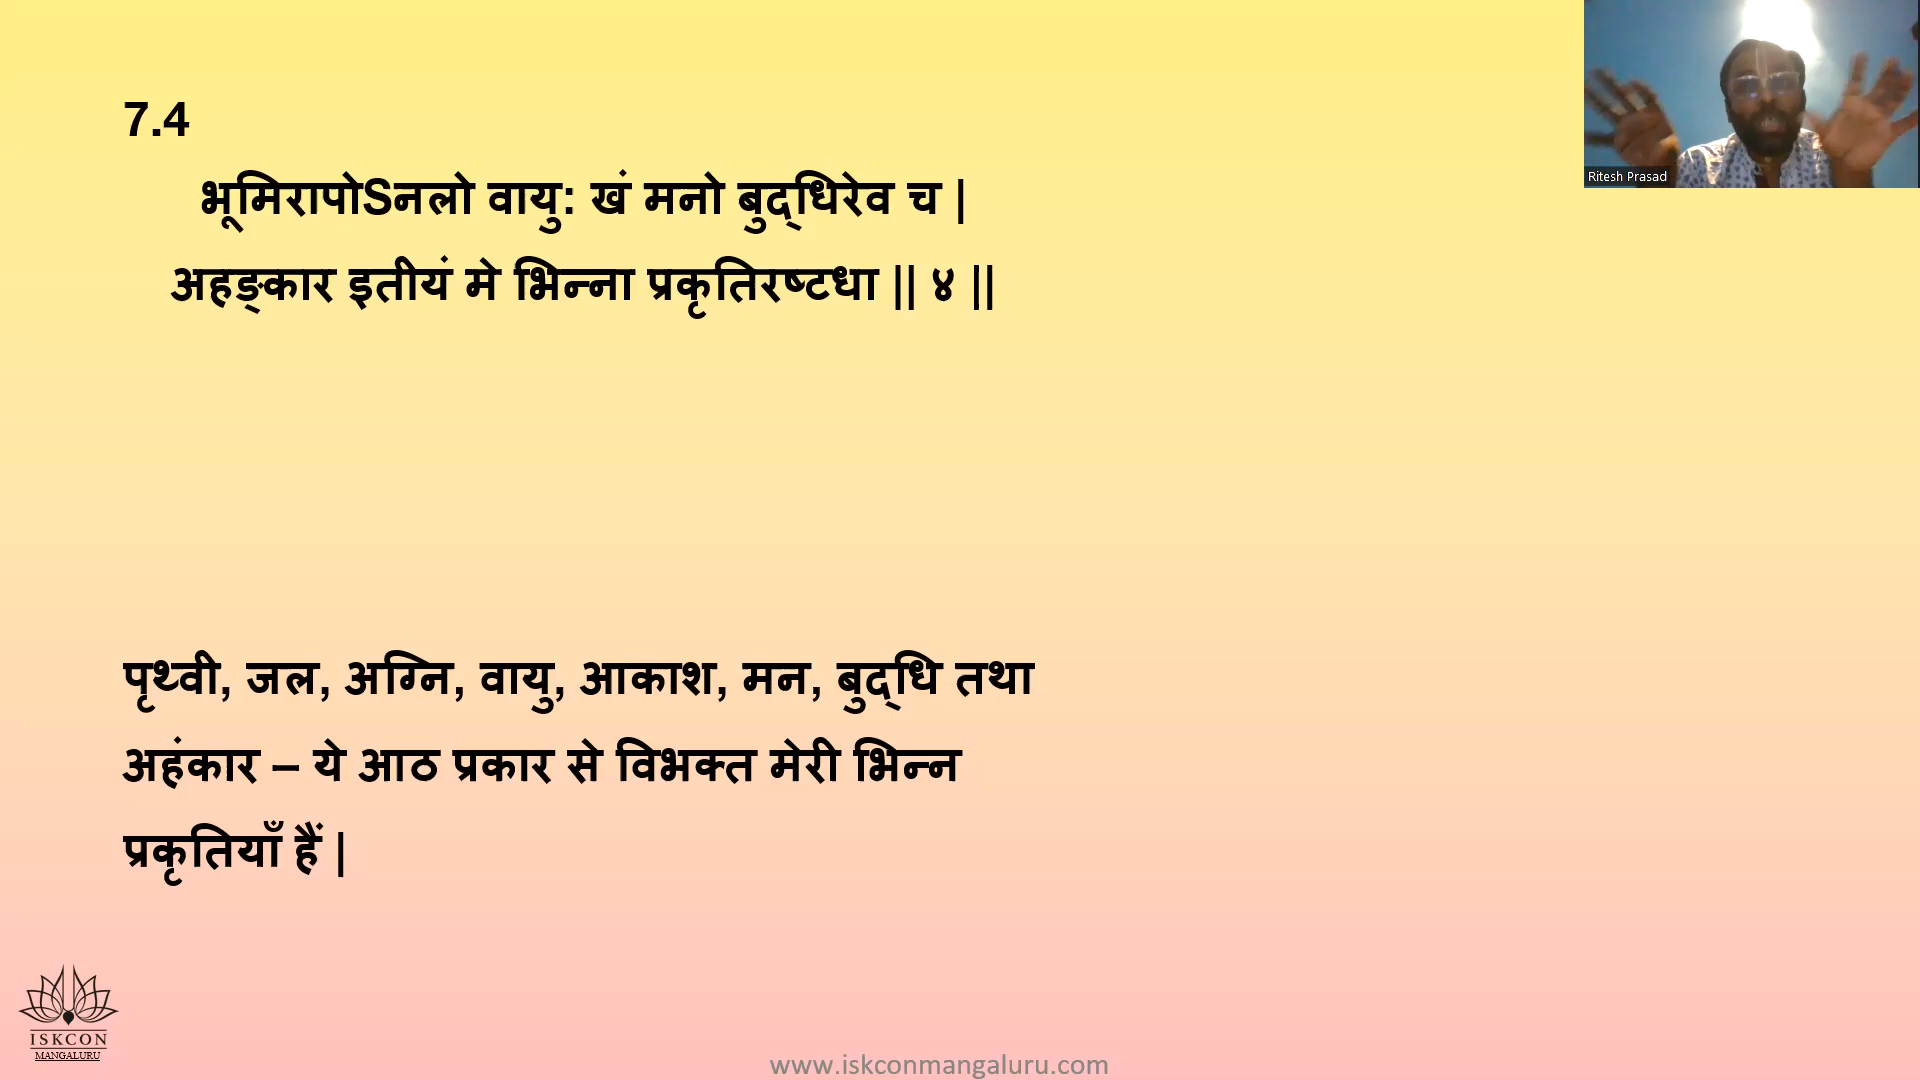 7.4
भूमिरापोSनलो वायु: खं मनो बुद्धिरेव च |
अहङ्कार इतीयं मे भिन्ना प्रकृतिरष्टधा || ४ ||
पृथ्वी, जल, अग्नि, वायु, आकाश, मन, बुद्धि तथा
अहंकार – ये आठ प्रकार से विभक्त मेरी भिन्न
प्रकृतियाँ हैं |
Ritesh Prasad
ISKCON
MANGALURU
www.iskconmangaluru.com